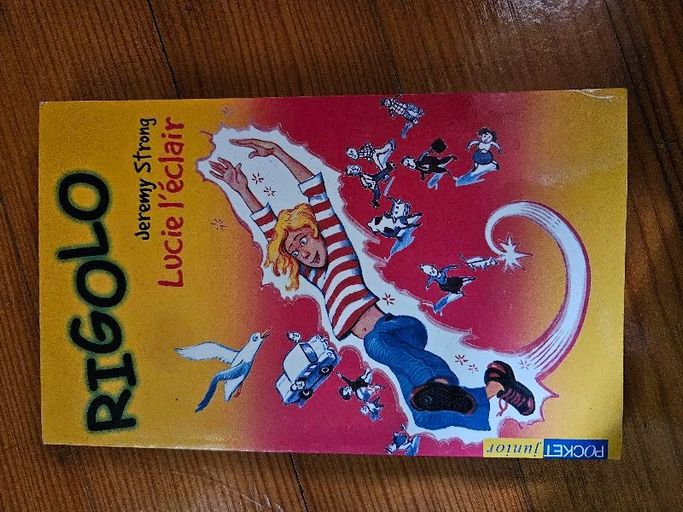 RIGOLO
Jeremy Strong
Lucie l'éclair
POCKET
junior